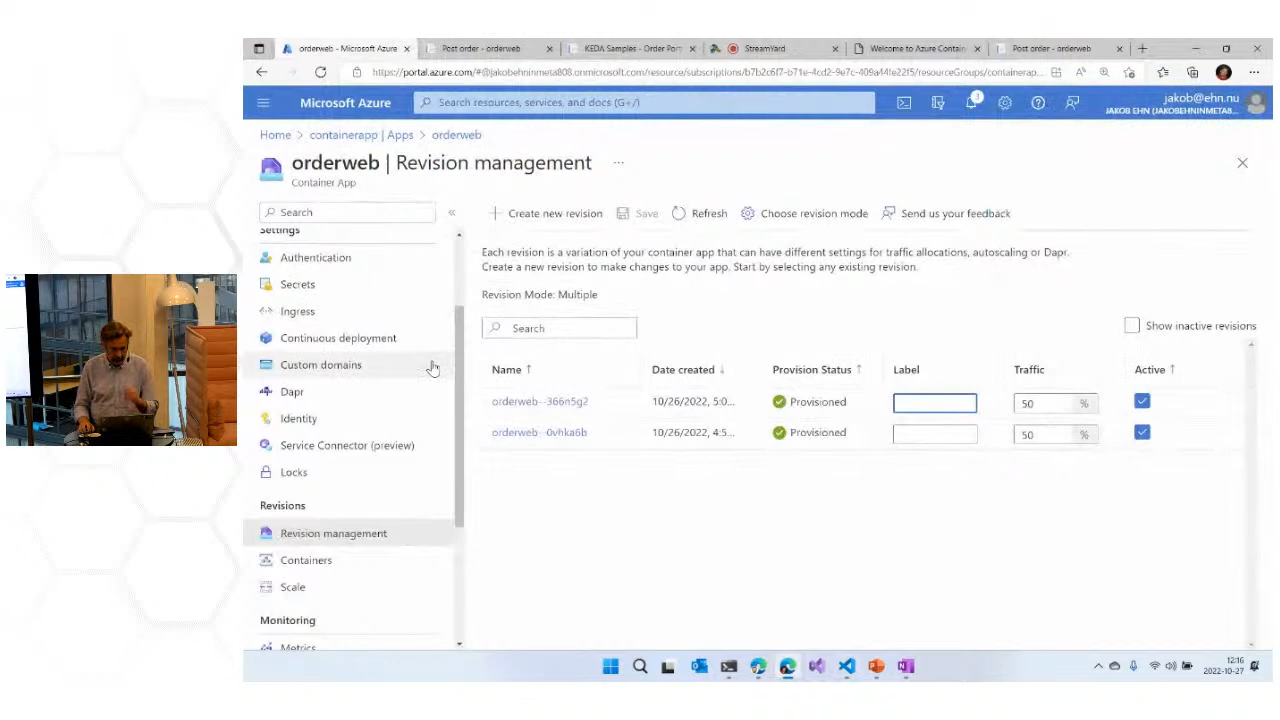 orderweb - Microsoft Azure
Post order - orderweb
KEDA Samples - Order Port
StreamYard
Welcome to Azure Contain
Post order - orderweb
Microsoft Azure
Search resources, services, and docs (G+/)
3
jakob@ehn.nu
JAKOB EHN (JAKOBEHNINMETA8...
Home > containerapp | Apps > orderweb
orderweb | Revision management ...
Container App
Search
«
Create new revision
Save
Refresh
Choose revision mode
Send us your feedback
Settings
Authentication
Secrets
Ingress
Continuous deployment
Custom domains
Dapr
Identity
Service Connector (preview)
Locks
Revisions
Revision management
Containers
Scale
Monitoring
Metrics
Each revision is a variation of your container app that can have different settings for traffic allocations, autoscaling or Dapr.
Create a new revision to make changes to your app. Start by selecting any existing revision.
Revision Mode: Multiple
Search
Show inactive revisions
Name ↑ Date created ↓ Provision Status ↑ Label Traffic Active ↑
orderweb--366n5g2 10/26/2022, 5:0... Provisioned 50 %
orderweb--0vhka6b 10/26/2022, 4:5... Provisioned 50 %
12:16
2022-10-27